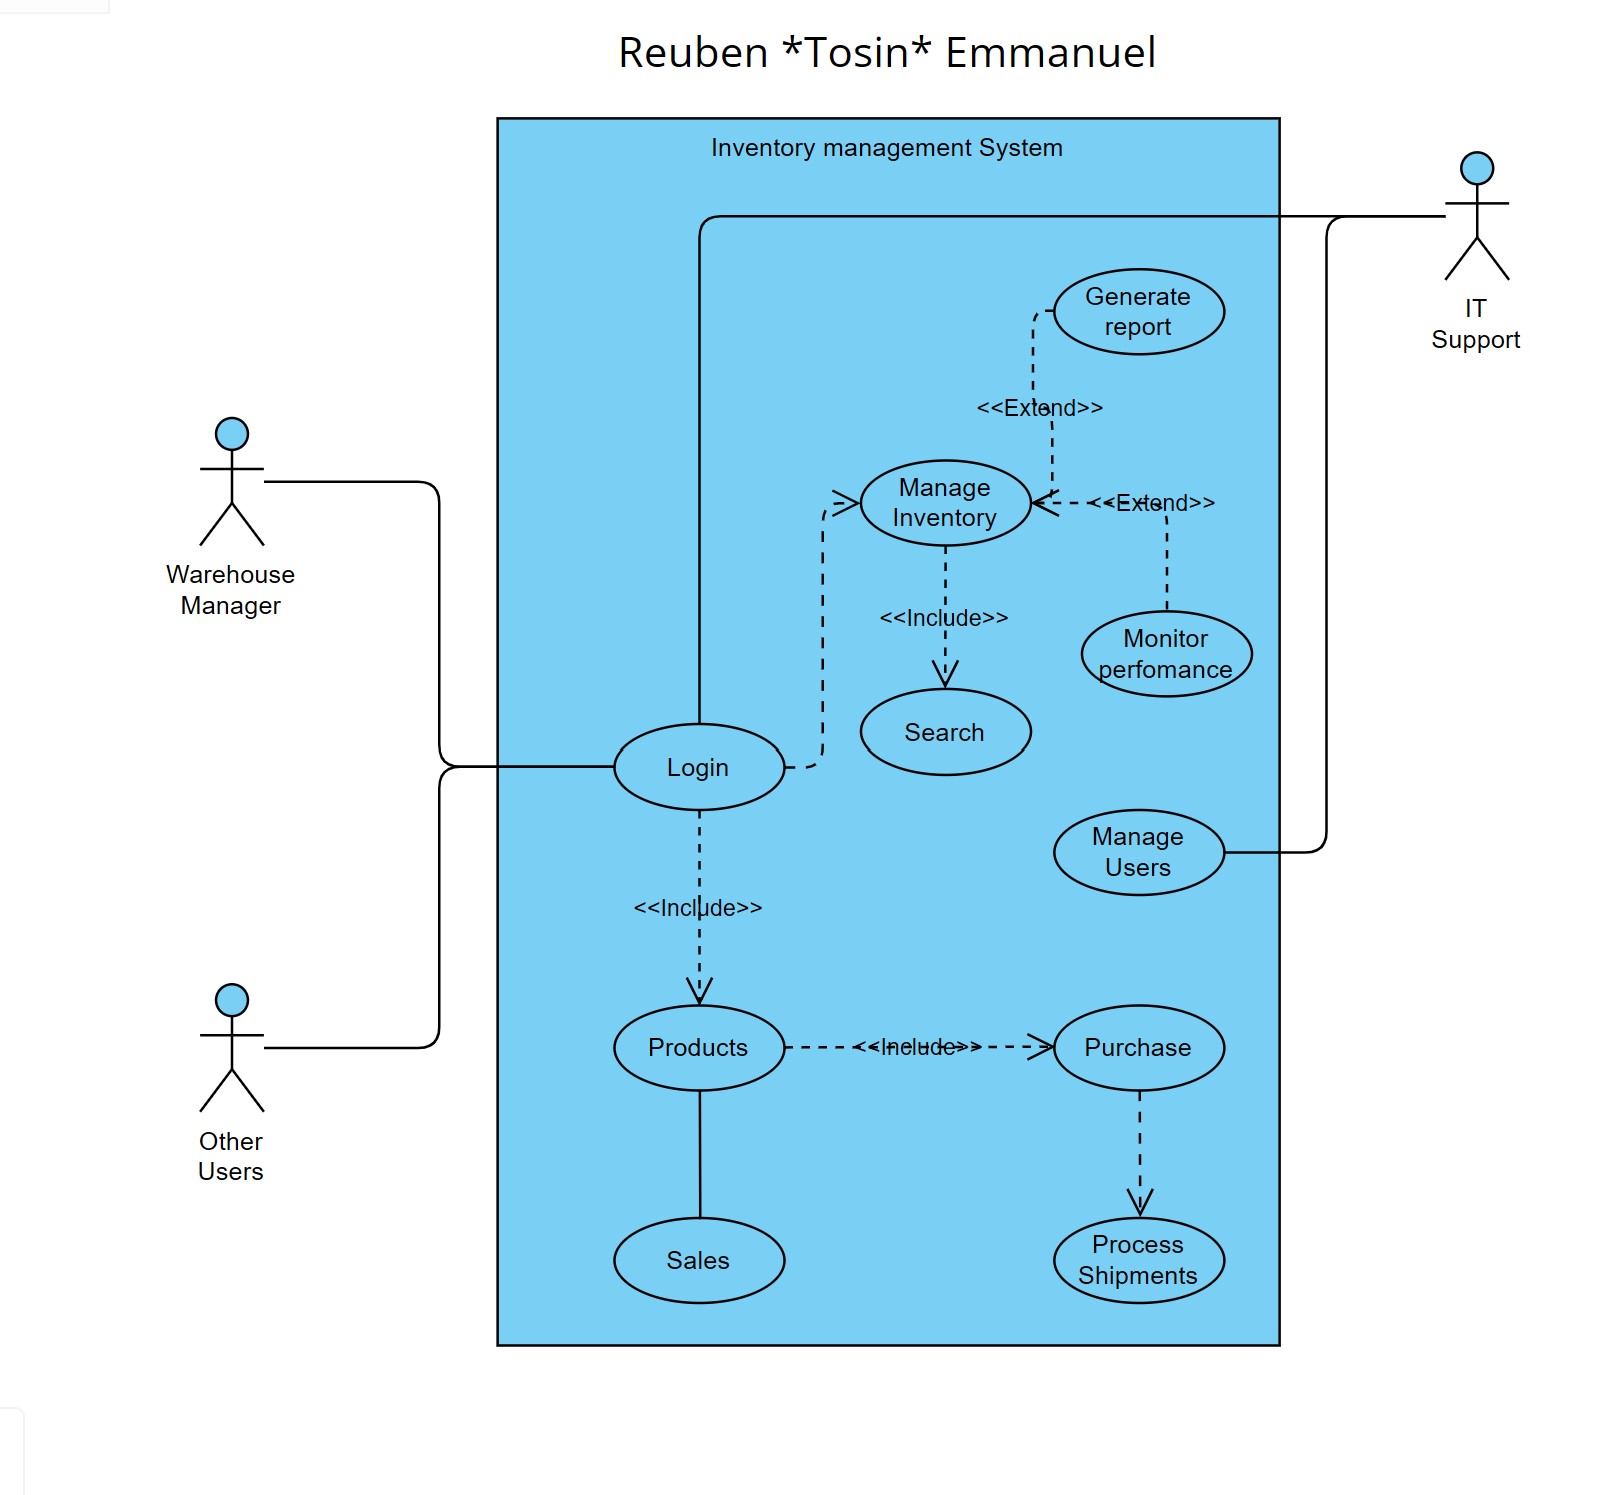 Reuben *Tosin* Emmanuel
Inventory management System
Generate
report
IT
Support
<<Extend>>
Manage
Inventory
<<Extend>>
Warehouse
Manager
<<Include>>
Monitor
perfomance
Search
Login
Manage
Users
<<Include>>
Products
<<Include>>
Purchase
Other
Users
Sales
Process
Shipments